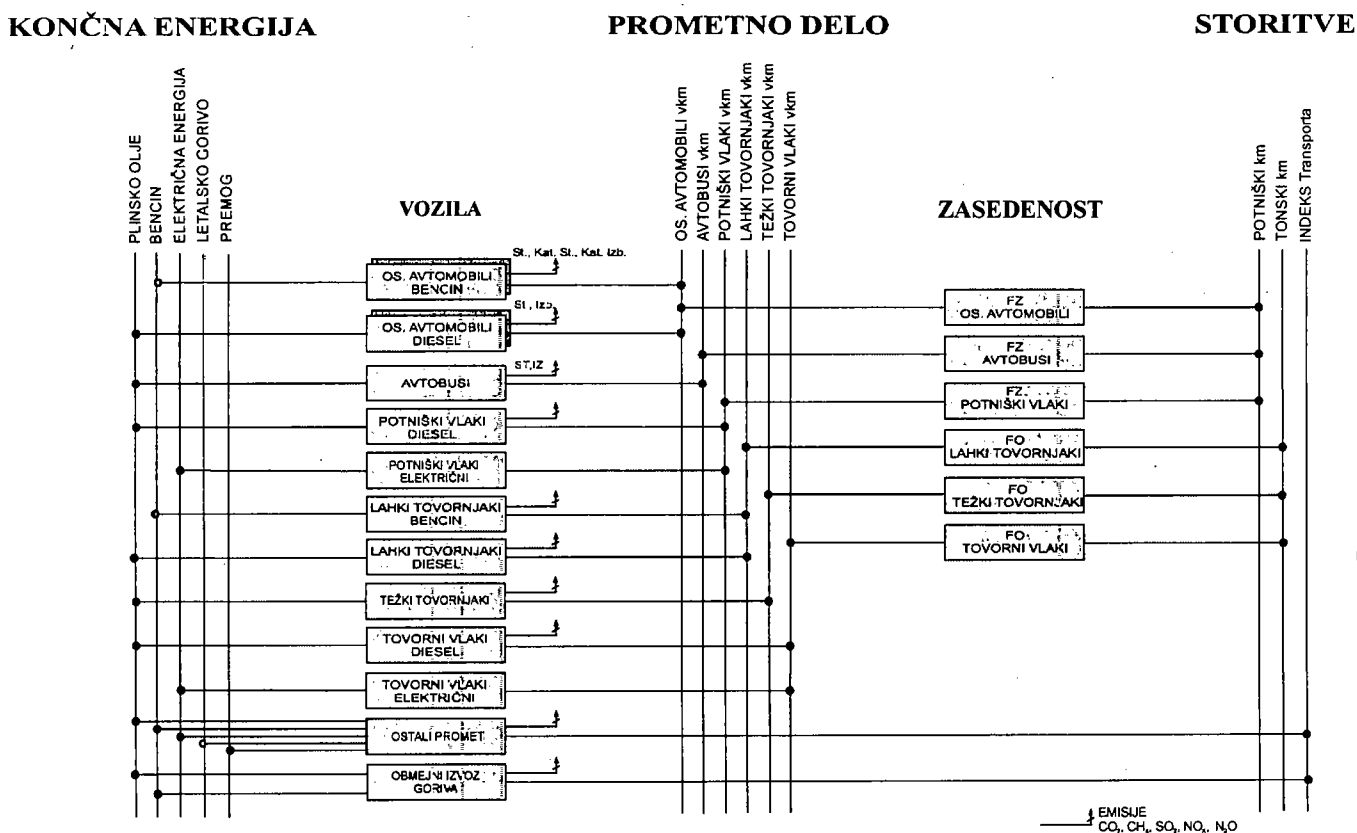 KONČNA ENERGIJA
PROMETNO DELO
STORITVE
PLINSKO OLJE
BENCIN
ELEKTRIČNA ENERGIJA
LETALSKO GORIVO
PREMOG
VOZILA
OS. AVTOMOBILI vkm
AVTOBUSI vkm
POTNIŠKI VLAKI vkm
LAHKI TOVORNJAKI vkm
TEŽKI TOVORNJAKI vkm
TOVORNI VLAKI vkm
ZASEDENOST
POTNIŠKI km
TONSKI km
INDEKS Transporta
St., Kat. St., Kat. Izb.
OS. AVTOMOBILI
BENCIN
St., Izb.
OS. AVTOMOBILI
DIESEL
ST,IZ
AVTOBUSI
POTNIŠKI VLAKI
DIESEL
POTNIŠKI VLAKI
ELEKTRIČNI
LAHKI TOVORNJAKI
BENCIN
LAHKI TOVORNJAKI
DIESEL
TEŽKI TOVORNJAKI
TOVORNI VLAKI
DIESEL
TOVORNI VLAKI
ELEKTRIČNI
OSTALI PROMET
OBMEJNI IZVOZ
GORIVA
FZ
OS. AVTOMOBILI
FZ
AVTOBUSI
FZ
POTNIŠKI VLAKI
FO
LAHKI TOVORNJAKI
FO
TEŽKI TOVORNJAKI
FO
TOVORNI VLAKI
EMISIJE
CO₂, CH₄, SO₂, NOₓ, N₂O